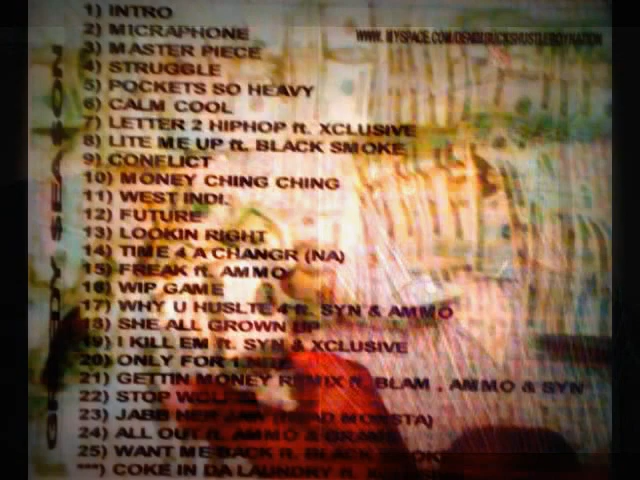 1) INTRO
2) MICRAPHONE
3) MASTER PIECE
4) STRUGGLE
5) POCKETS SO HEAVY
6) CALM COOL
7) LETTER 2 HIPHOP ft. XCLUSIVE
8) LITE ME UP ft. BLACK SMOKE
9) CONFLICT
10) MONEY CHING CHING
11) WEST INDI.
12) FUTURE
13) LOOKIN RIGHT
14) TIME 4 A CHANGR (NA)
15) FREAK ft. AMMO
16) WIP GAME
17) WHY U HUSLTE 4 ft. SYN & AMMO
18) SHE ALL GROWN UP
19) I KILL EM ft. SYN & XCLUSIVE
20) ONLY FOR 1
21) GETTIN MONEY REMIX ft. BLAM , AMMO & SYN
22) STOP
23) JABB HER
24) ALL OUT ft. AMMO &
25) WANT ME BACK ft. BLACK
***) COKE IN DA LAUNDRY ft.